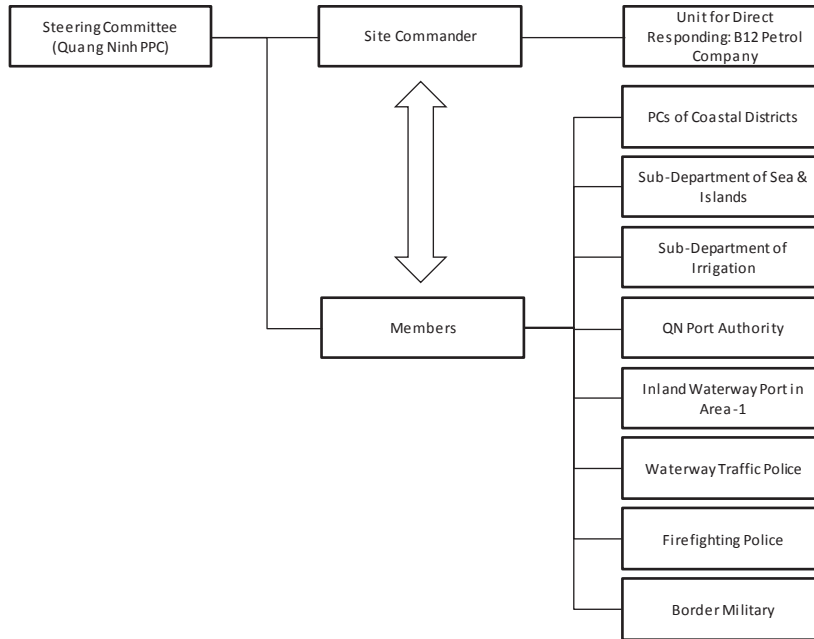 Steering Committee
(Quang Ninh PPC)
Site Commander
Unit for Direct
Responding: B12 Petrol
Company
PCs of Coastal Districts
Sub-Department of Sea &
Islands
Sub-Department of
Irrigation
Members
QN Port Authority
Inland Waterway Port in
Area-1
Waterway Traffic Police
Firefighting Police
Border Military